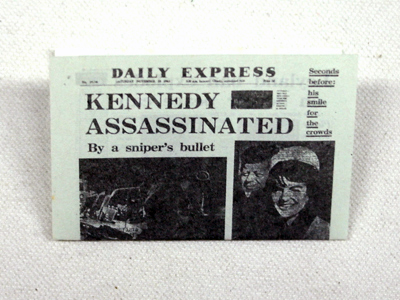 DAILY EXPRESS
KENNEDY
ASSASSINATED
By a sniper's bullet
Seconds
before:
his
smile
for
the
crowds